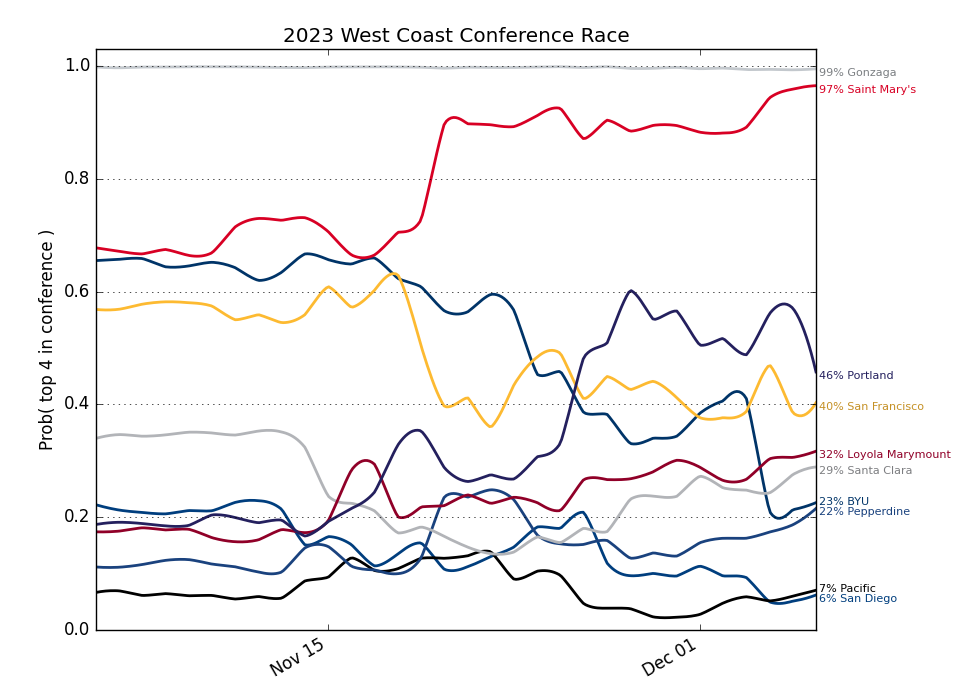 2023 West Coast Conference Race
Prob( top 4 in conference )
1.0
0.8
0.6
0.4
0.2
0.0
Nov 15
Dec 01
99% Gonzaga
97% Saint Mary's
46% Portland
40% San Francisco
32% Loyola Marymount
29% Santa Clara
23% BYU
22% Pepperdine
7% Pacific
6% San Diego